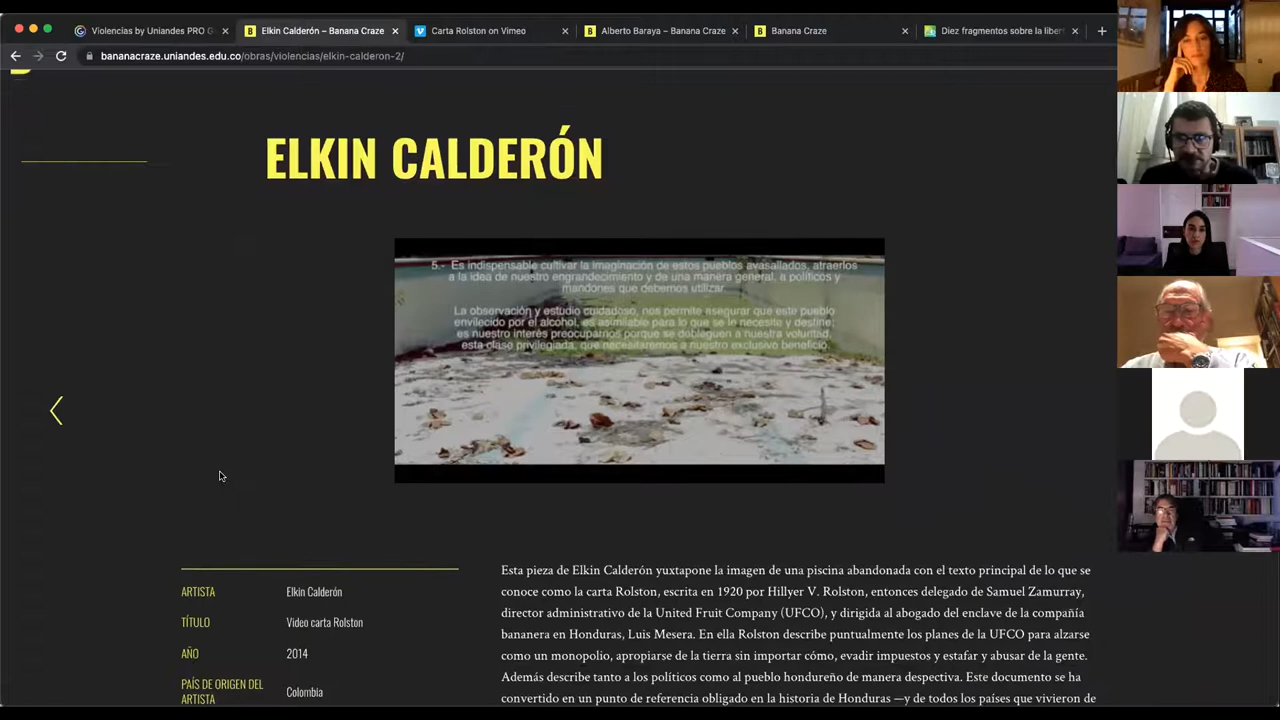 Violencias by Uniandes PRO G
Elkin Calderón – Banana Craze
Carta Rolston on Vimeo
Alberto Baraya – Banana Craze
Banana Craze
Diez fragmentos sobre la libert
bananacraze.uniandes.edu.co/obras/violencias/elkin-calderon-2/
ELKIN CALDERÓN
5.- Es indispensable cultivar la imaginación de estos pueblos avasallados, atraerlos
a la idea de nuestro engrandecimiento y de una manera general, a políticos y
mandones que debemos utilizar.
La observación y estudio cuidadoso, nos permite asegurar que este pueblo
envilecido por el alcohol, es asimilable para lo que se le necesite y destine;
es nuestro interés preocuparnos porque se doblegue a nuestra voluntad,
esta clase privilegiada, que necesitaremos a nuestro exclusivo beneficio.
ARTISTA
Elkin Calderón
TÍTULO
Video carta Rolston
AÑO
2014
PAÍS DE ORIGEN DEL
ARTISTA
Colombia
Esta pieza de Elkin Calderón yuxtapone la imagen de una piscina abandonada con el texto principal de lo que se
conoce como la carta Rolston, escrita en 1920 por Hillyer V. Rolston, entonces delegado de Samuel Zamurray,
director administrativo de la United Fruit Company (UFCO), y dirigida al abogado del enclave de la compañía
bananera en Honduras, Luis Mesera. En ella Rolston describe puntualmente los planes de la UFCO para alzarse
como un monopolio, apropiarse de la tierra sin importar cómo, evadir impuestos y estafar y abusar de la gente.
Además describe tanto a los políticos como al pueblo hondureño de manera despectiva. Este documento se ha
convertido en un punto de referencia obligado en la historia de Honduras —y de todos los países que vivieron de